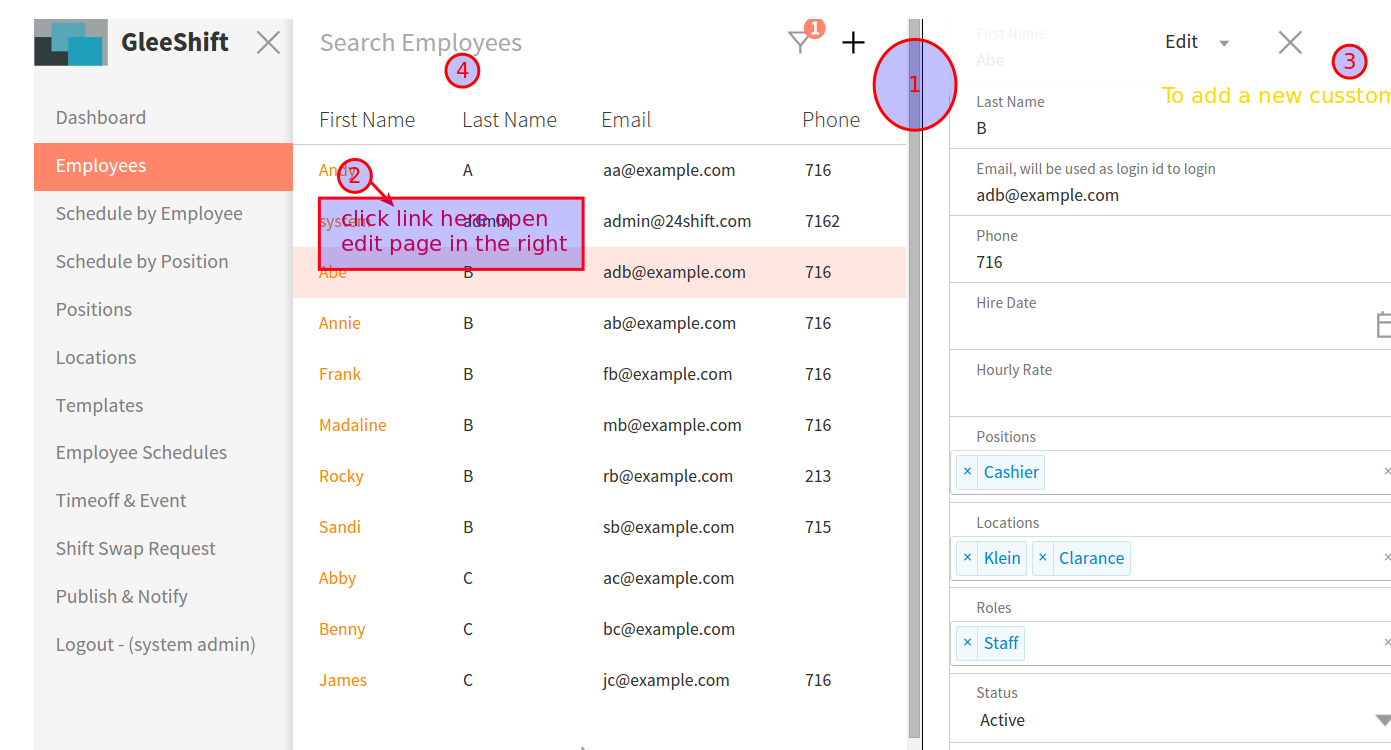 GleeShift
Search Employees
1
4
1
First Name
Abe
Edit
3
To add a new cusstom
Dashboard
Employees
Schedule by Employee
Schedule by Position
Positions
Locations
Templates
Employee Schedules
Timeoff & Event
Shift Swap Request
Publish & Notify
Logout - (system admin)
First Name Last Name Email Phone
Andy A aa@example.com 716
2
click link here open
edit page in the right
system admin admin@24shift.com 7162
Abe B adb@example.com 716
Annie B ab@example.com 716
Frank B fb@example.com 716
Madaline B mb@example.com 716
Rocky B rb@example.com 213
Sandi B sb@example.com 715
Abby C ac@example.com
Benny C bc@example.com
James C jc@example.com 716
Last Name
B
Email, will be used as login id to login
adb@example.com
Phone
716
Hire Date
Hourly Rate
Positions
× Cashier ×
Locations
× Klein × Clarance ×
Roles
× Staff ×
Status
Active